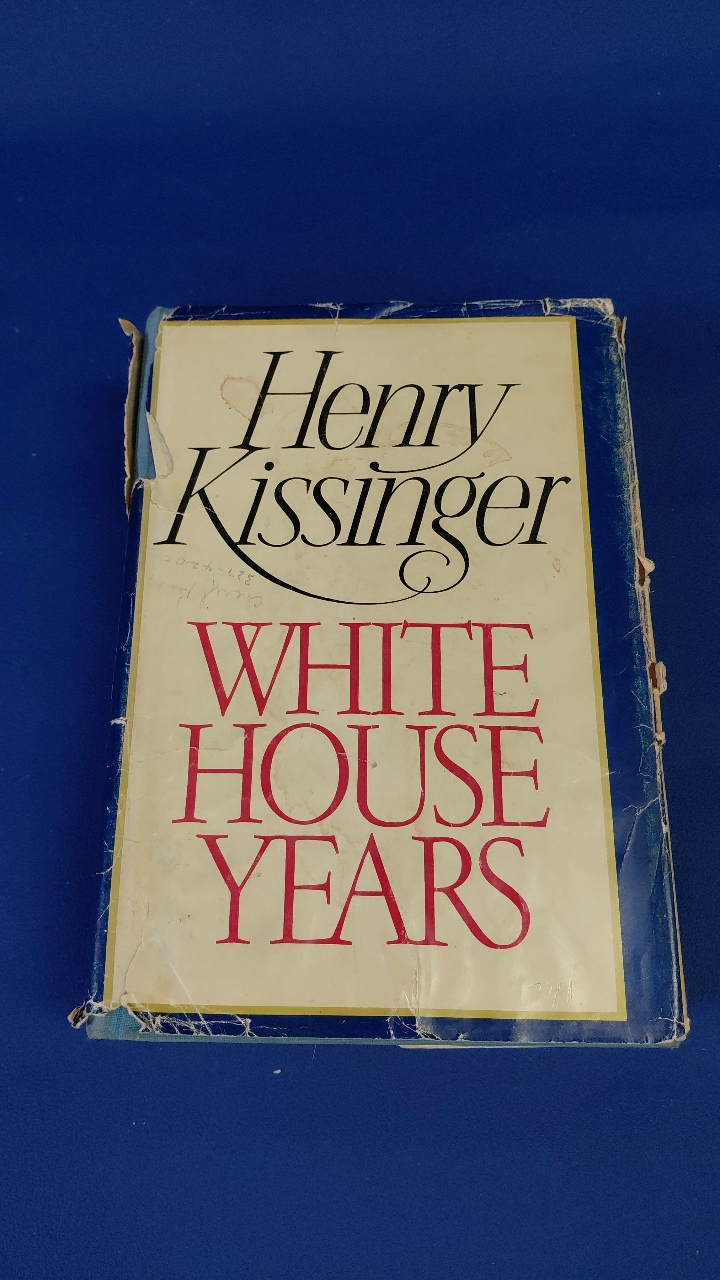 Henry
Kissinger
WHITE
HOUSE
YEARS